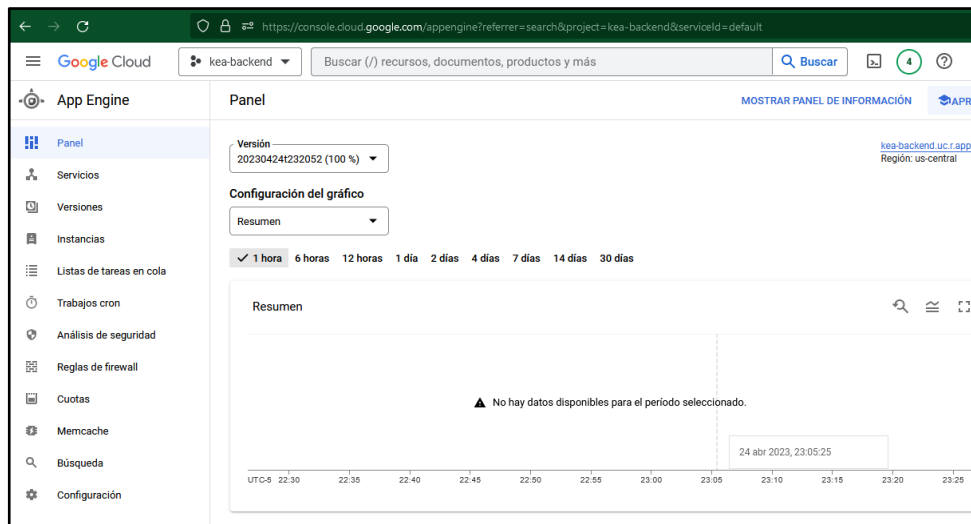 https://console.cloud.google.com/appengine?referrer=search&project=kea-backend&serviceId=default
Google Cloud
kea-backend
Buscar (/) recursos, documentos, productos y más
Buscar
4
App Engine
Panel
MOSTRAR PANEL DE INFORMACIÓN
APR
Panel
Servicios
Versiones
Instancias
Listas de tareas en cola
Trabajos cron
Análisis de seguridad
Reglas de firewall
Cuotas
Memcache
Búsqueda
Configuración
Versión
20230424t232052 (100 %)
kea-backend.uc.r.app
Región: us-central
Configuración del gráfico
Resumen
1 hora 6 horas 12 horas 1 día 2 días 4 días 7 días 14 días 30 días
Resumen
No hay datos disponibles para el período seleccionado.
24 abr 2023, 23:05:25
UTC-5 22:30 22:35 22:40 22:45 22:50 22:55 23:00 23:05 23:10 23:15 23:20 23:25